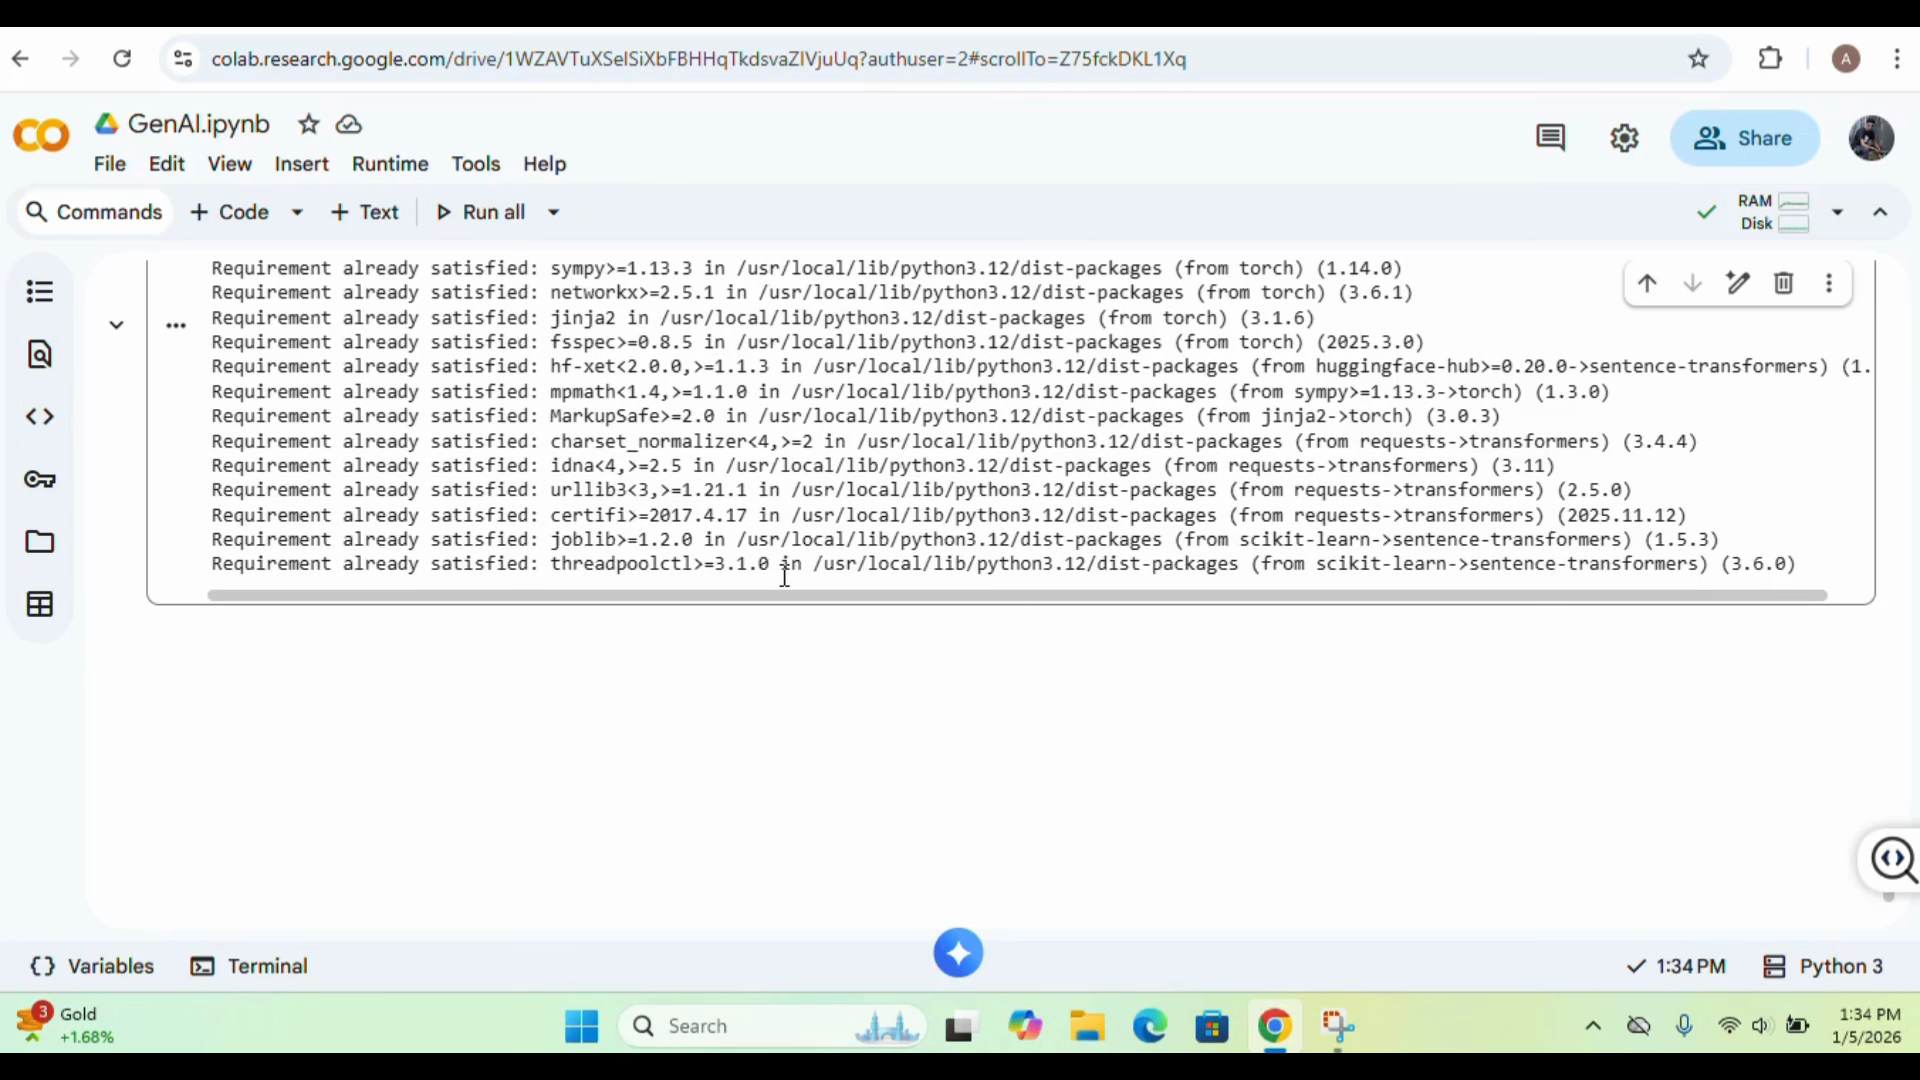 colab.research.google.com/drive/1WZAVTuXSelSiXbFBHHqTkdsvaZlVjuUq?authuser=2#scrollTo=Z75fckDKL1Xq
A
CO
GenAI.ipynb
File Edit View Insert Runtime Tools Help
Share
Commands + Code + Text Run all
RAM
Disk
Requirement already satisfied: sympy>=1.13.3 in /usr/local/lib/python3.12/dist-packages (from torch) (1.14.0)
Requirement already satisfied: networkx>=2.5.1 in /usr/local/lib/python3.12/dist-packages (from torch) (3.6.1)
Requirement already satisfied: jinja2 in /usr/local/lib/python3.12/dist-packages (from torch) (3.1.6)
Requirement already satisfied: fsspec>=0.8.5 in /usr/local/lib/python3.12/dist-packages (from torch) (2025.3.0)
Requirement already satisfied: hf-xet<2.0.0,>=1.1.3 in /usr/local/lib/python3.12/dist-packages (from huggingface-hub>=0.20.0->sentence-transformers) (1.
Requirement already satisfied: mpmath<1.4,>=1.1.0 in /usr/local/lib/python3.12/dist-packages (from sympy>=1.13.3->torch) (1.3.0)
Requirement already satisfied: MarkupSafe>=2.0 in /usr/local/lib/python3.12/dist-packages (from jinja2->torch) (3.0.3)
Requirement already satisfied: charset_normalizer<4,>=2 in /usr/local/lib/python3.12/dist-packages (from requests->transformers) (3.4.4)
Requirement already satisfied: idna<4,>=2.5 in /usr/local/lib/python3.12/dist-packages (from requests->transformers) (3.11)
Requirement already satisfied: urllib3<3,>=1.21.1 in /usr/local/lib/python3.12/dist-packages (from requests->transformers) (2.5.0)
Requirement already satisfied: certifi>=2017.4.17 in /usr/local/lib/python3.12/dist-packages (from requests->transformers) (2025.11.12)
Requirement already satisfied: joblib>=1.2.0 in /usr/local/lib/python3.12/dist-packages (from scikit-learn->sentence-transformers) (1.5.3)
Requirement already satisfied: threadpoolctl>=3.1.0 in /usr/local/lib/python3.12/dist-packages (from scikit-learn->sentence-transformers) (3.6.0)
Variables Terminal
1:34 PM Python 3
3
Gold
+1.68%
Search
1:34 PM
1/5/2026